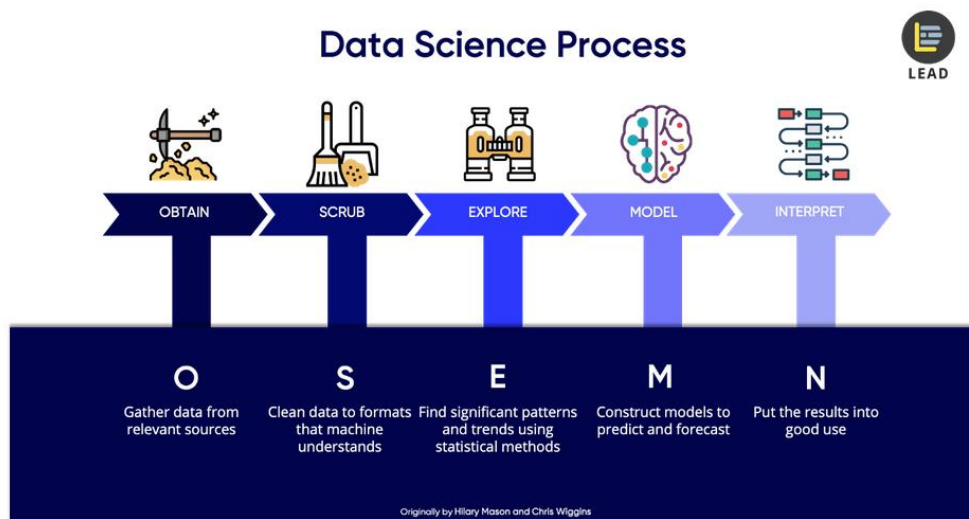 Data Science Process
LEAD
OBTAIN
SCRUB
EXPLORE
MODEL
INTERPRET
O
Gather data from
relevant sources
S
Clean data to formats
that machine
understands
E
Find significant patterns
and trends using
statistical methods
M
Construct models to
predict and forecast
N
Put the results into
good use
Originally by Hilary Mason and Chris Wiggins